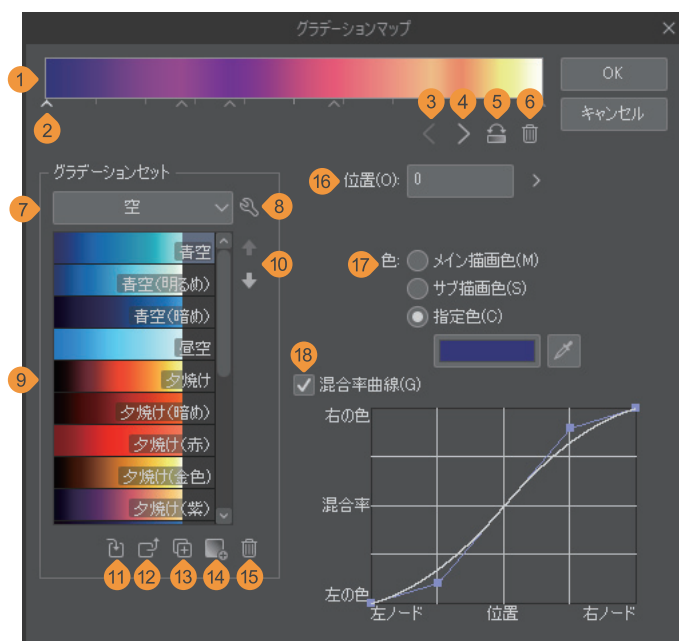 グラデーションマップ
1
OK
キャンセル
2
3
4
5
6
グラデーションセット
7
空
8
16
位置(O):
0
青空
青空(明るめ)
青空(暗め)
昼空
夕焼け
夕焼け(暗め)
夕焼け(赤)
夕焼け(金色)
夕焼け(紫)
9
10
11
12
13
14
15
17
色:
メイン描画色(M)
サブ描画色(S)
指定色(C)
18
混合率曲線(G)
右の色
混合率
左の色
左ノード
位置
右ノード